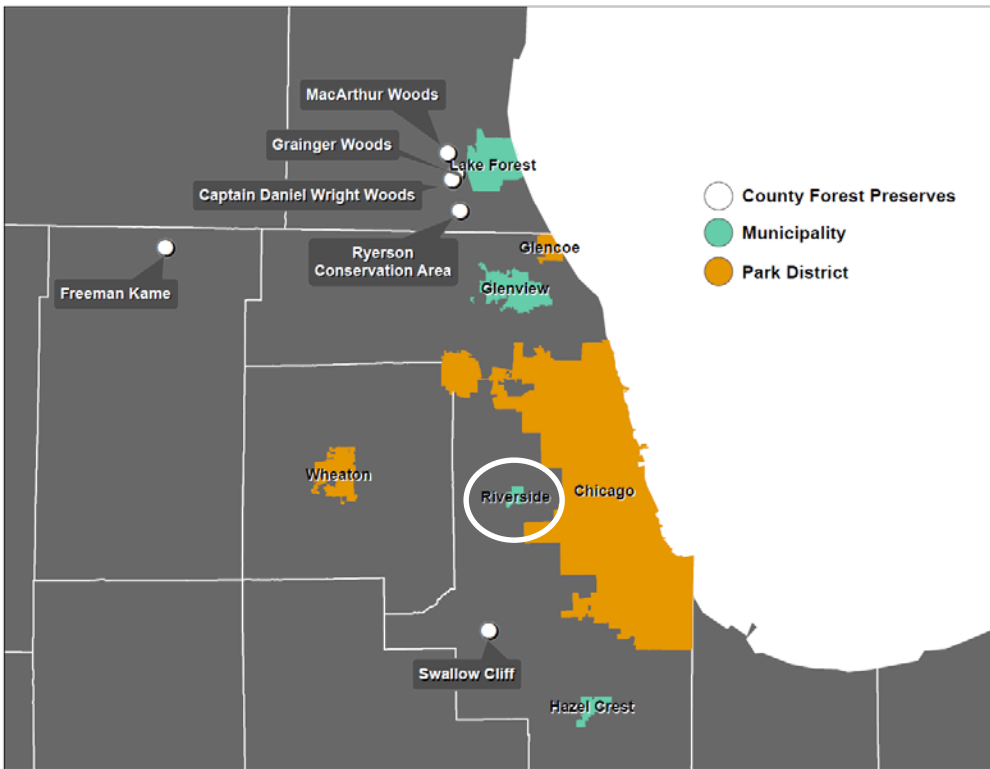 MacArthur Woods
Grainger Woods
Lake Forest
Captain Daniel Wright Woods
County Forest Preserves
Municipality
Park District
Ryerson
Conservation Area
Glencoe
Freeman Kame
Glenview
Wheaton
Riverside
Chicago
Swallow Cliff
Hazel Crest